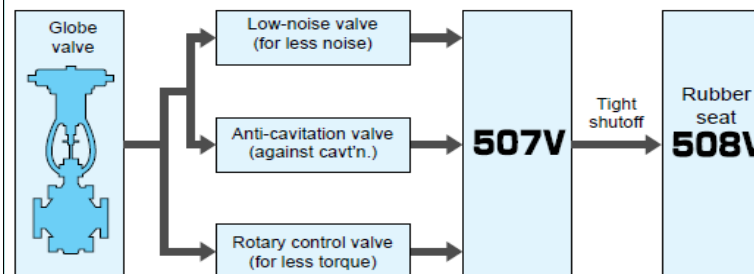 Globe
valve
Low-noise valve
(for less noise)
Anti-cavitation valve
(against cavt'n.)
Rotary control valve
(for less torque)
507V
Tight
shutoff
Rubber
seat
508V